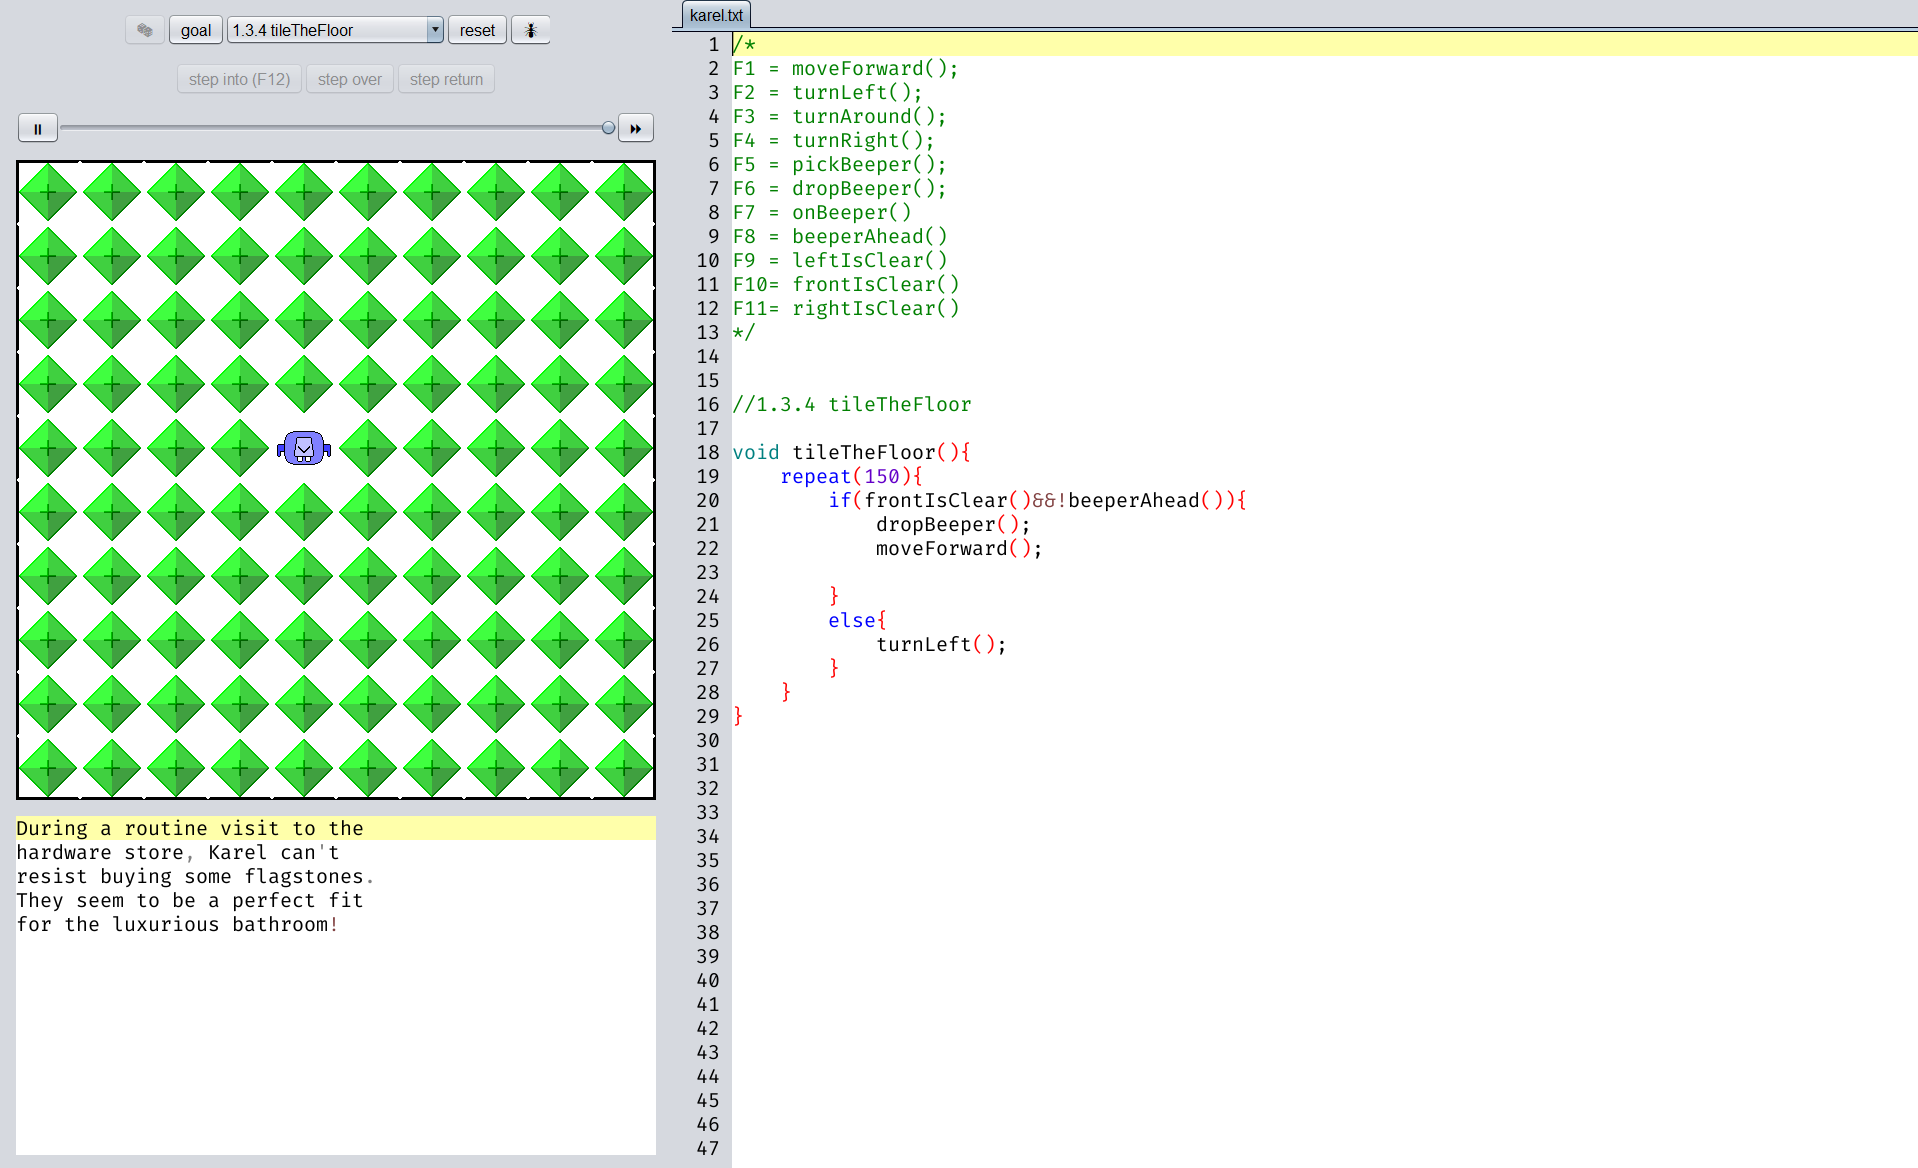 goal 1.3.4 tileTheFloor reset
step into (F12) step over step return
During a routine visit to the
hardware store, Karel can't
resist buying some flagstones.
They seem to be a perfect fit
for the luxurious bathroom!
karel.txt
1 /*
2 F1 = moveForward();
3 F2 = turnLeft();
4 F3 = turnAround();
5 F4 = turnRight();
6 F5 = pickBeeper();
7 F6 = dropBeeper();
8 F7 = onBeeper()
9 F8 = beeperAhead()
10 F9 = leftIsClear()
11 F10= frontIsClear()
12 F11= rightIsClear()
13 */
14
15
16 //1.3.4 tileTheFloor
17
18 void tileTheFloor(){
19     repeat(150){
20         if(frontIsClear()&&!beeperAhead()){
21             dropBeeper();
22             moveForward();
23
24         }
25         else{
26             turnLeft();
27         }
28     }
29 }
30
31
32
33
34
35
36
37
38
39
40
41
42
43
44
45
46
47